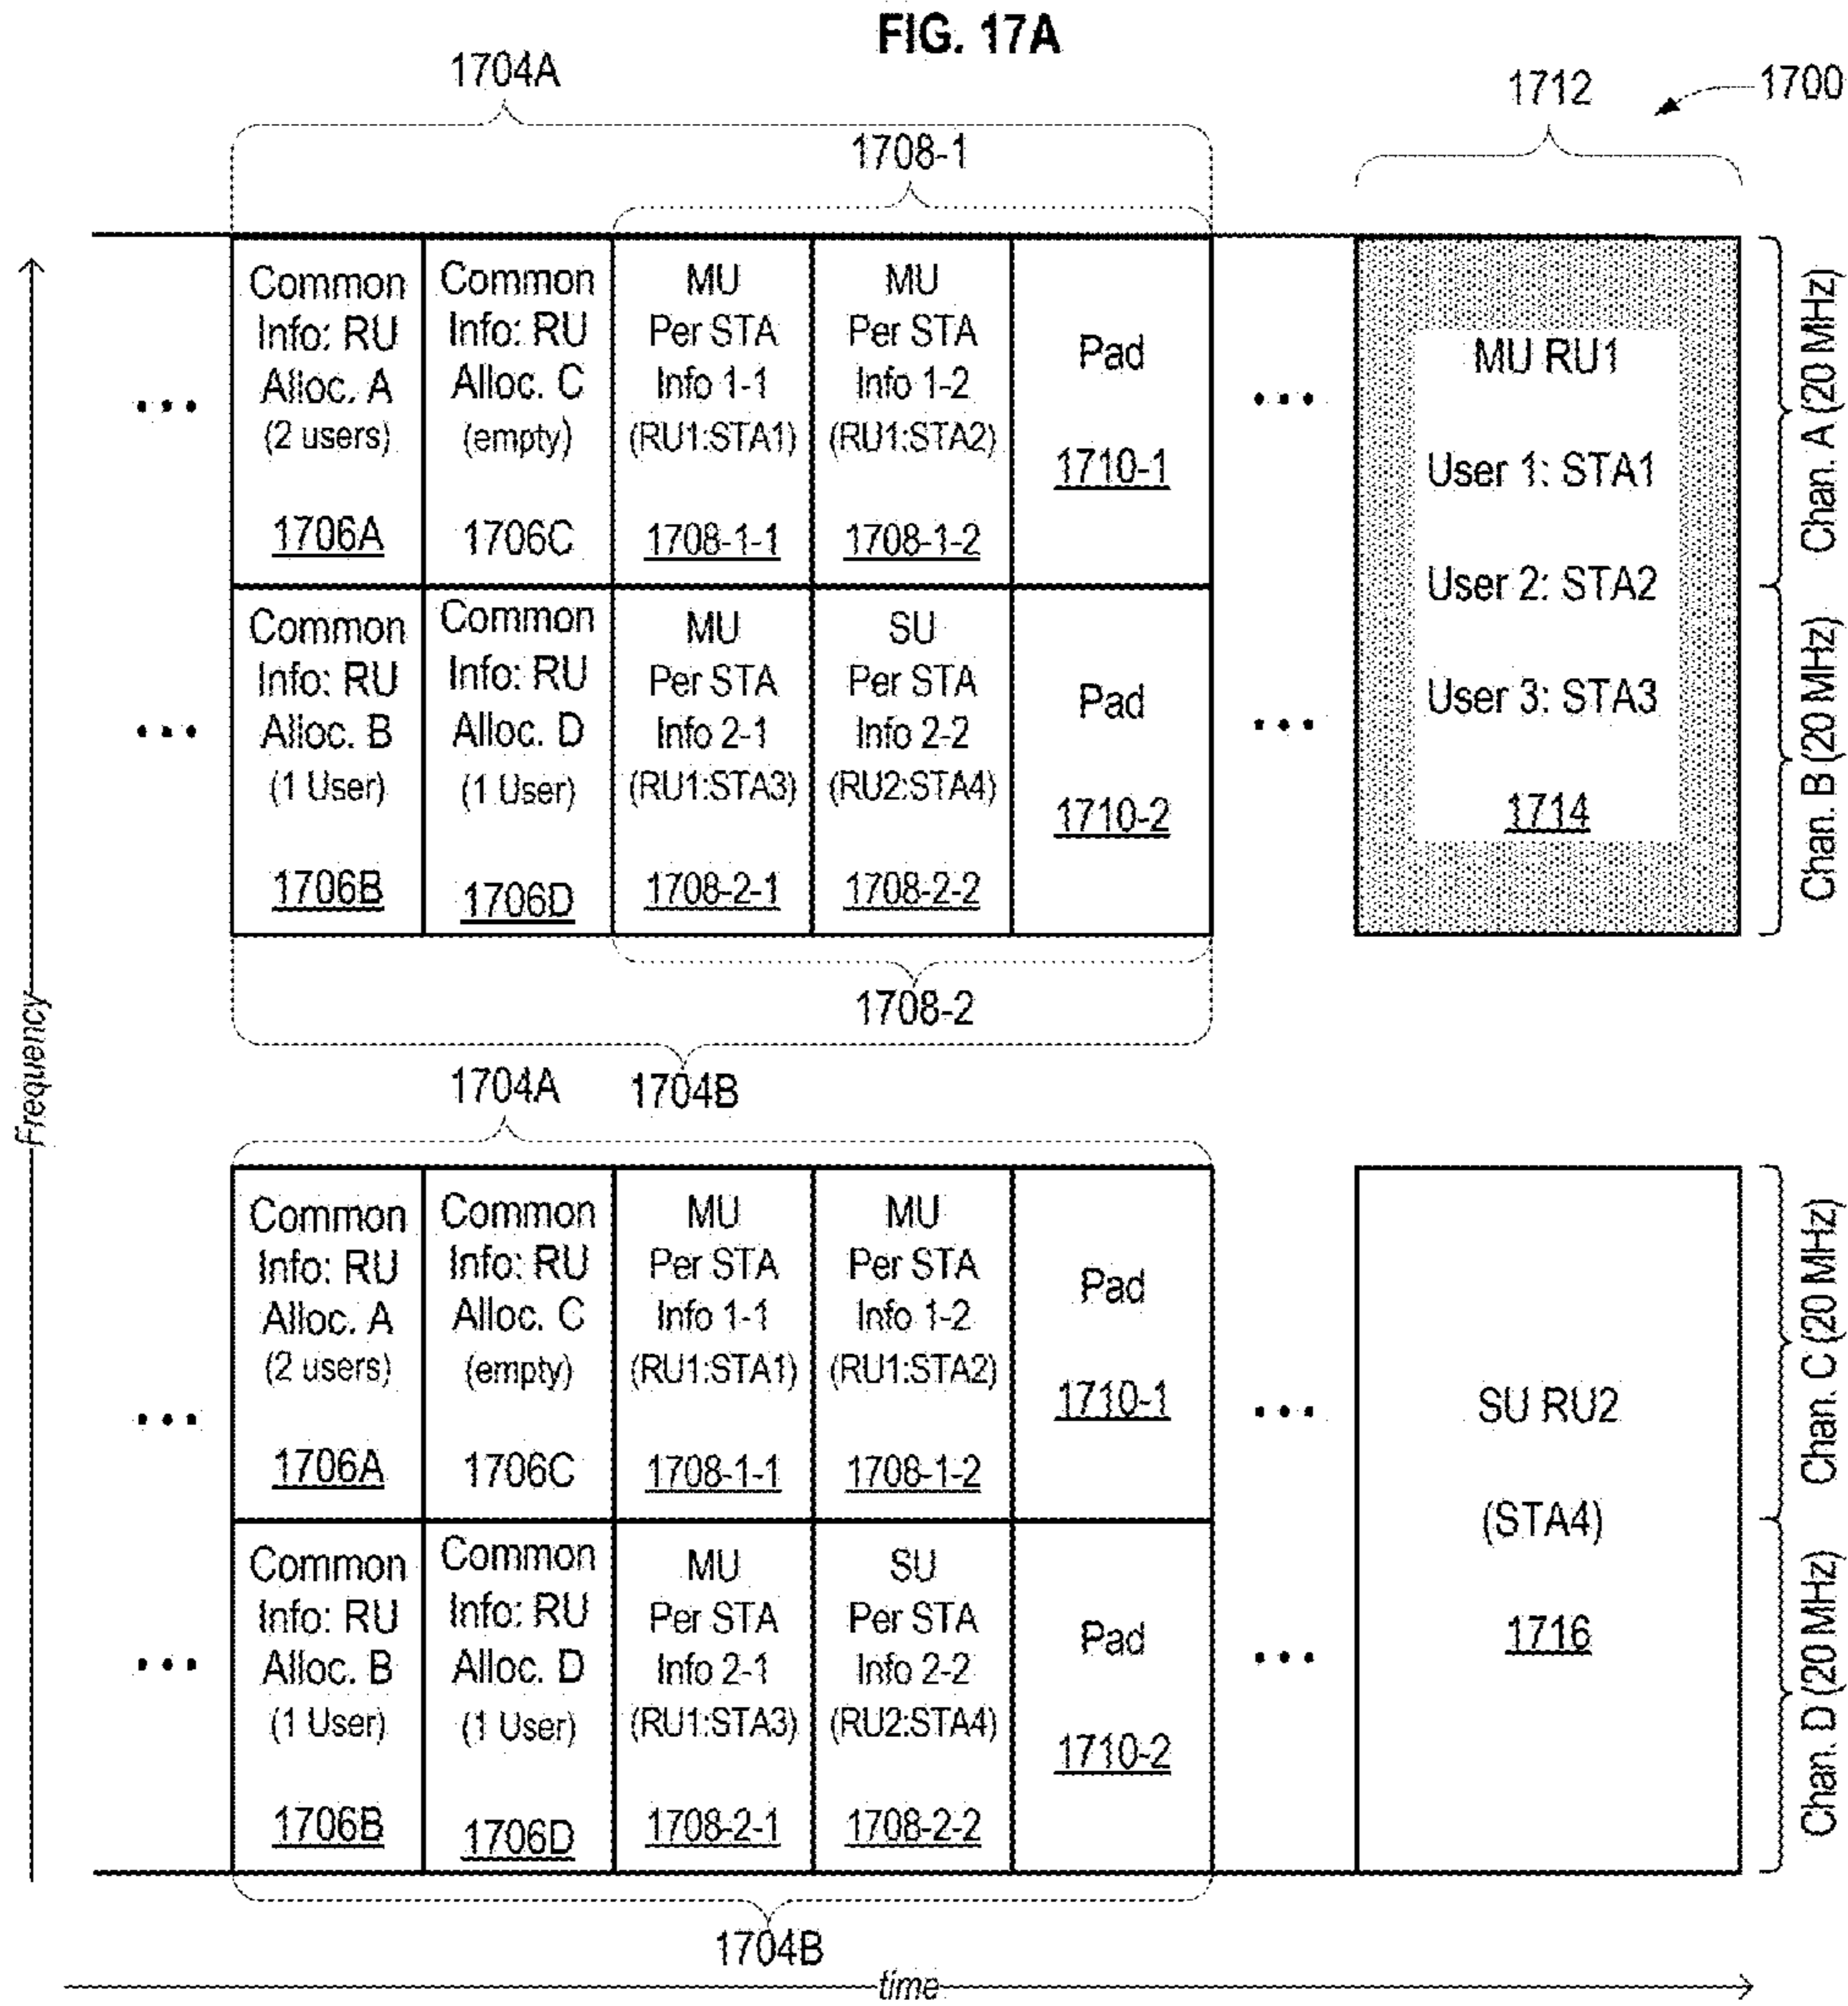 FIG. 17A
1704A
1712
1700
1708-1
Common
Info: RU
Alloc. A
(2 users)
1706A
Common
Info: RU
Alloc. C
(empty)
1706C
MU
Per STA
Info 1-1
(RU1:STA1)
1708-1-1
MU
Per STA
Info 1-2
(RU1:STA2)
1708-1-2
Pad
1710-1
MU RU1
User 1: STA1
User 2: STA2
User 3: STA3
1714
Chan. A (20 MHz)
Common
Info: RU
Alloc. B
(1 User)
1706B
Common
Info: RU
Alloc. D
(1 User)
1706D
MU
Per STA
Info 2-1
(RU1:STA3)
1708-2-1
SU
Per STA
Info 2-2
(RU2:STA4)
1708-2-2
Pad
1710-2
Chan. B (20 MHz)
1708-2
1704B
Frequency
1704A
Common
Info: RU
Alloc. A
(2 users)
1706A
Common
Info: RU
Alloc. C
(empty)
1706C
MU
Per STA
Info 1-1
(RU1:STA1)
1708-1-1
MU
Per STA
Info 1-2
(RU1:STA2)
1708-1-2
Pad
1710-1
SU RU2
(STA4)
1716
Chan. C (20 MHz)
Common
Info: RU
Alloc. B
(1 User)
1706B
Common
Info: RU
Alloc. D
(1 User)
1706D
MU
Per STA
Info 2-1
(RU1:STA3)
1708-2-1
SU
Per STA
Info 2-2
(RU2:STA4)
1708-2-2
Pad
1710-2
Chan. D (20 MHz)
1704B
time